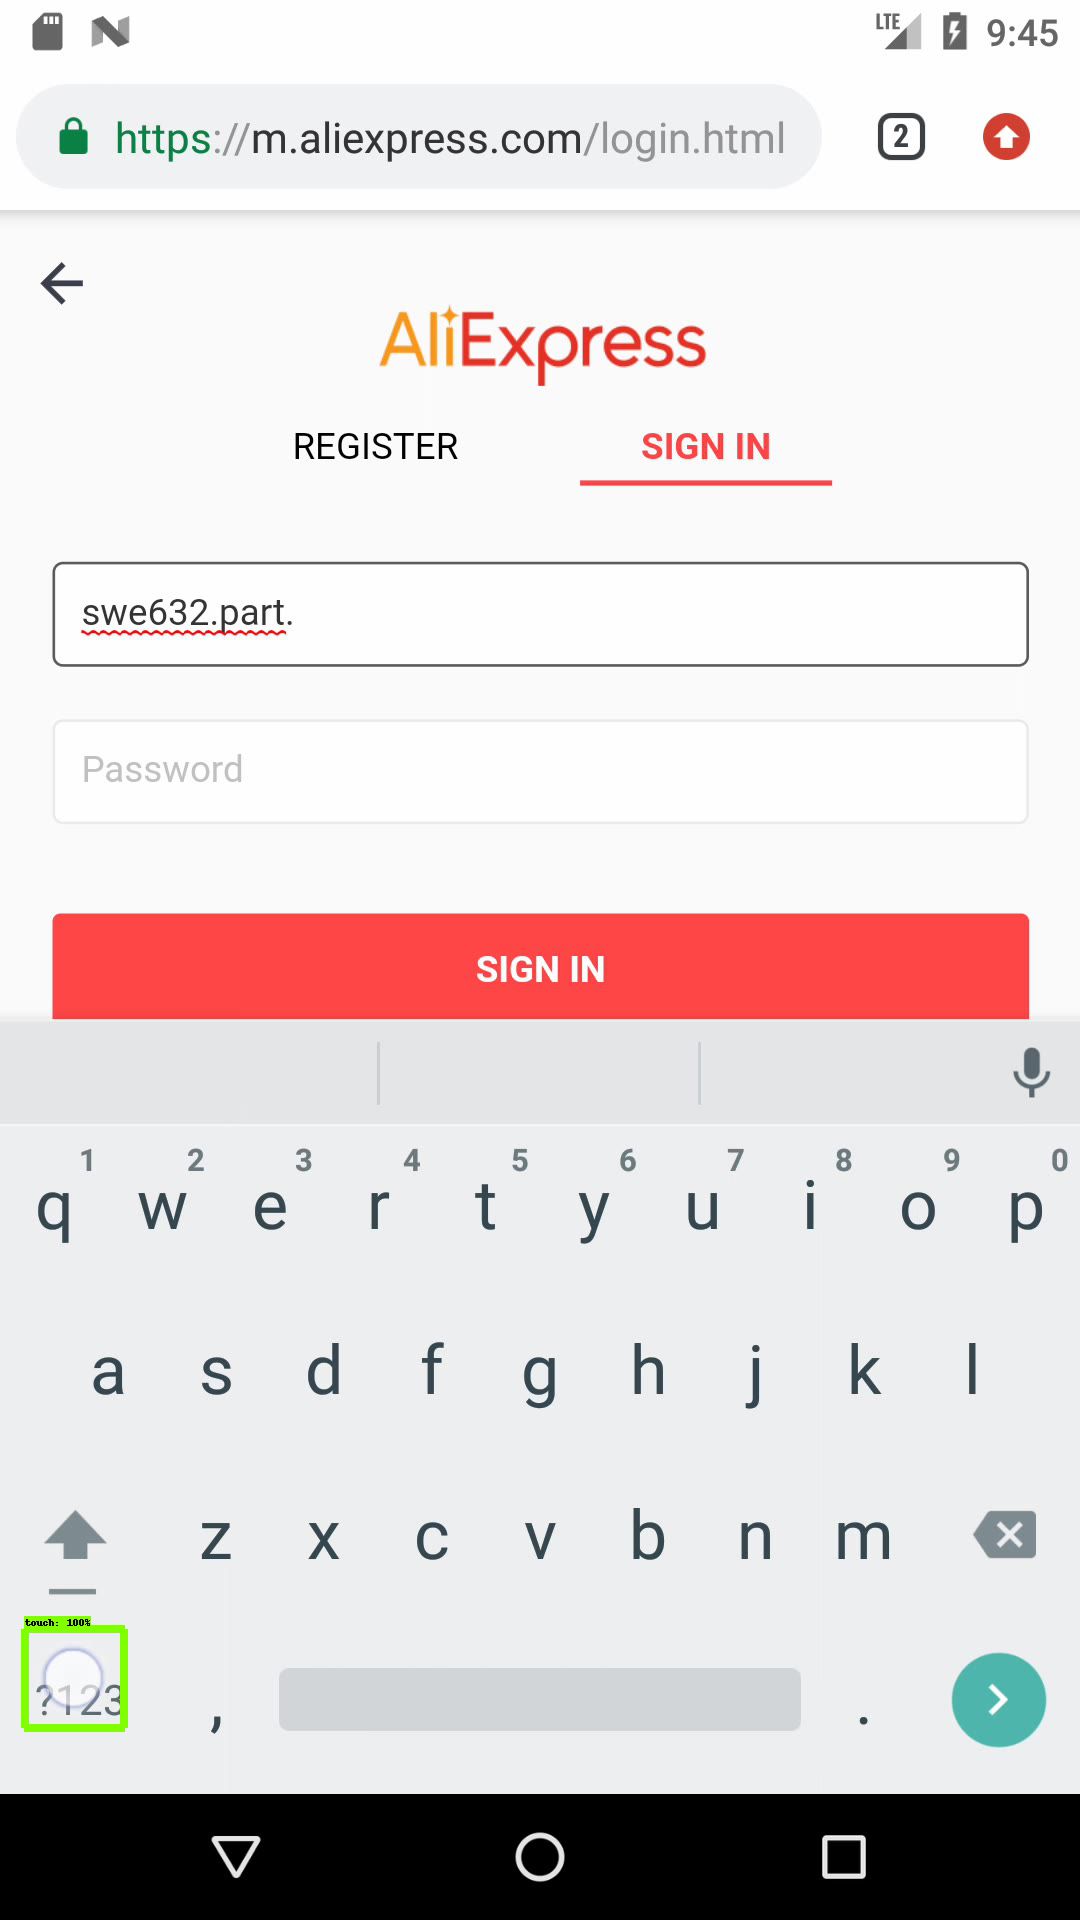 LTE 9:45
https://m.aliexpress.com/login.html 2
AliExpress
REGISTER SIGN IN
swe632.part.
Password
SIGN IN
1 2 3 4 5 6 7 8 9 0
q w e r t y u i o p
a s d f g h j k l
z x c v b n m
touch: 100%
?123 , .